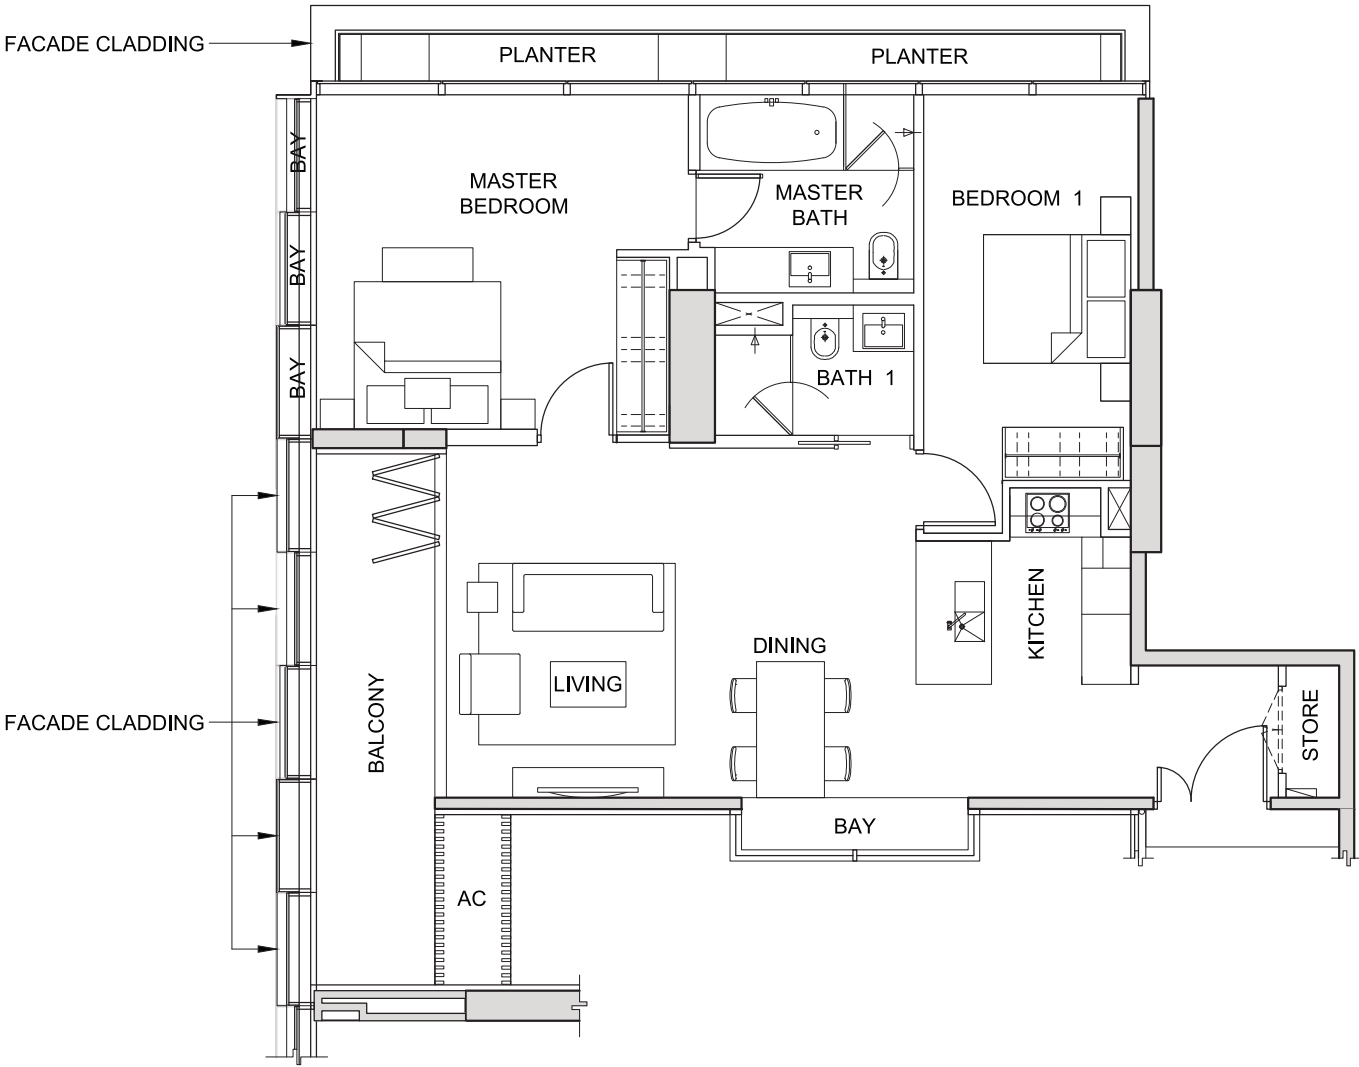 FACADE CLADDING
PLANTER
PLANTER
BAY
MASTER
BEDROOM
MASTER
BATH
BEDROOM 1
BAY
BAY
BATH 1
KITCHEN
DINING
LIVING
BALCONY
FACADE CLADDING
STORE
BAY
AC